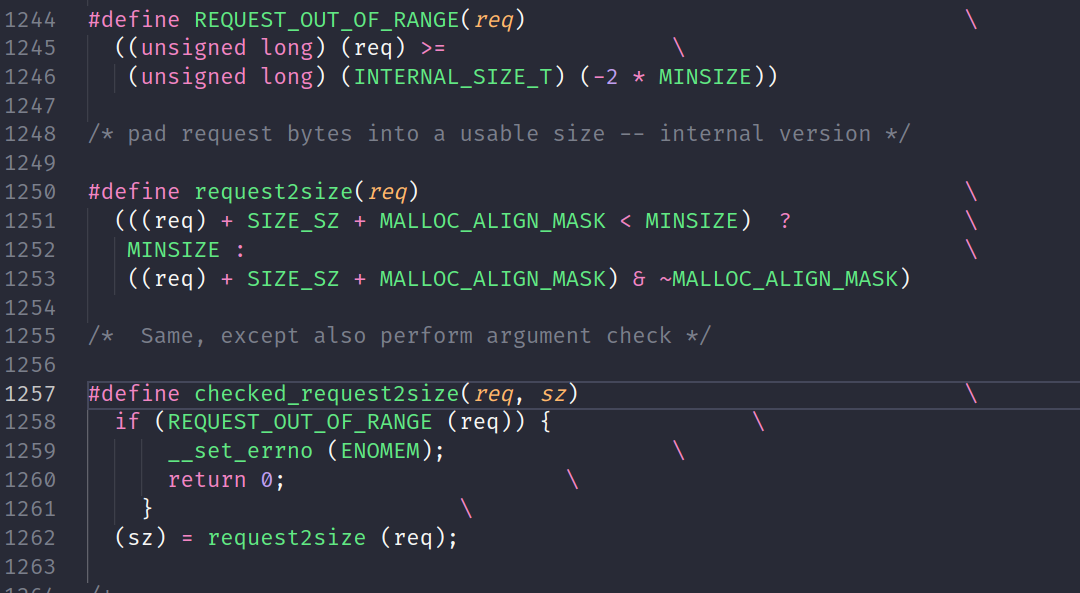 1244 #define REQUEST_OUT_OF_RANGE(req) \
1245 ((unsigned long) (req) >= \
1246 (unsigned long) (INTERNAL_SIZE_T) (-2 * MINSIZE))
1247
1248 /* pad request bytes into a usable size -- internal version */
1249
1250 #define request2size(req) \
1251 (((req) + SIZE_SZ + MALLOC_ALIGN_MASK < MINSIZE) ? \
1252 MINSIZE : \
1253 ((req) + SIZE_SZ + MALLOC_ALIGN_MASK) & ~MALLOC_ALIGN_MASK)
1254
1255 /* Same, except also perform argument check */
1256
1257 #define checked_request2size(req, sz) \
1258 if (REQUEST_OUT_OF_RANGE (req)) { \
1259 __set_errno (ENOMEM); \
1260 return 0; \
1261 } \
1262 (sz) = request2size (req);
1263